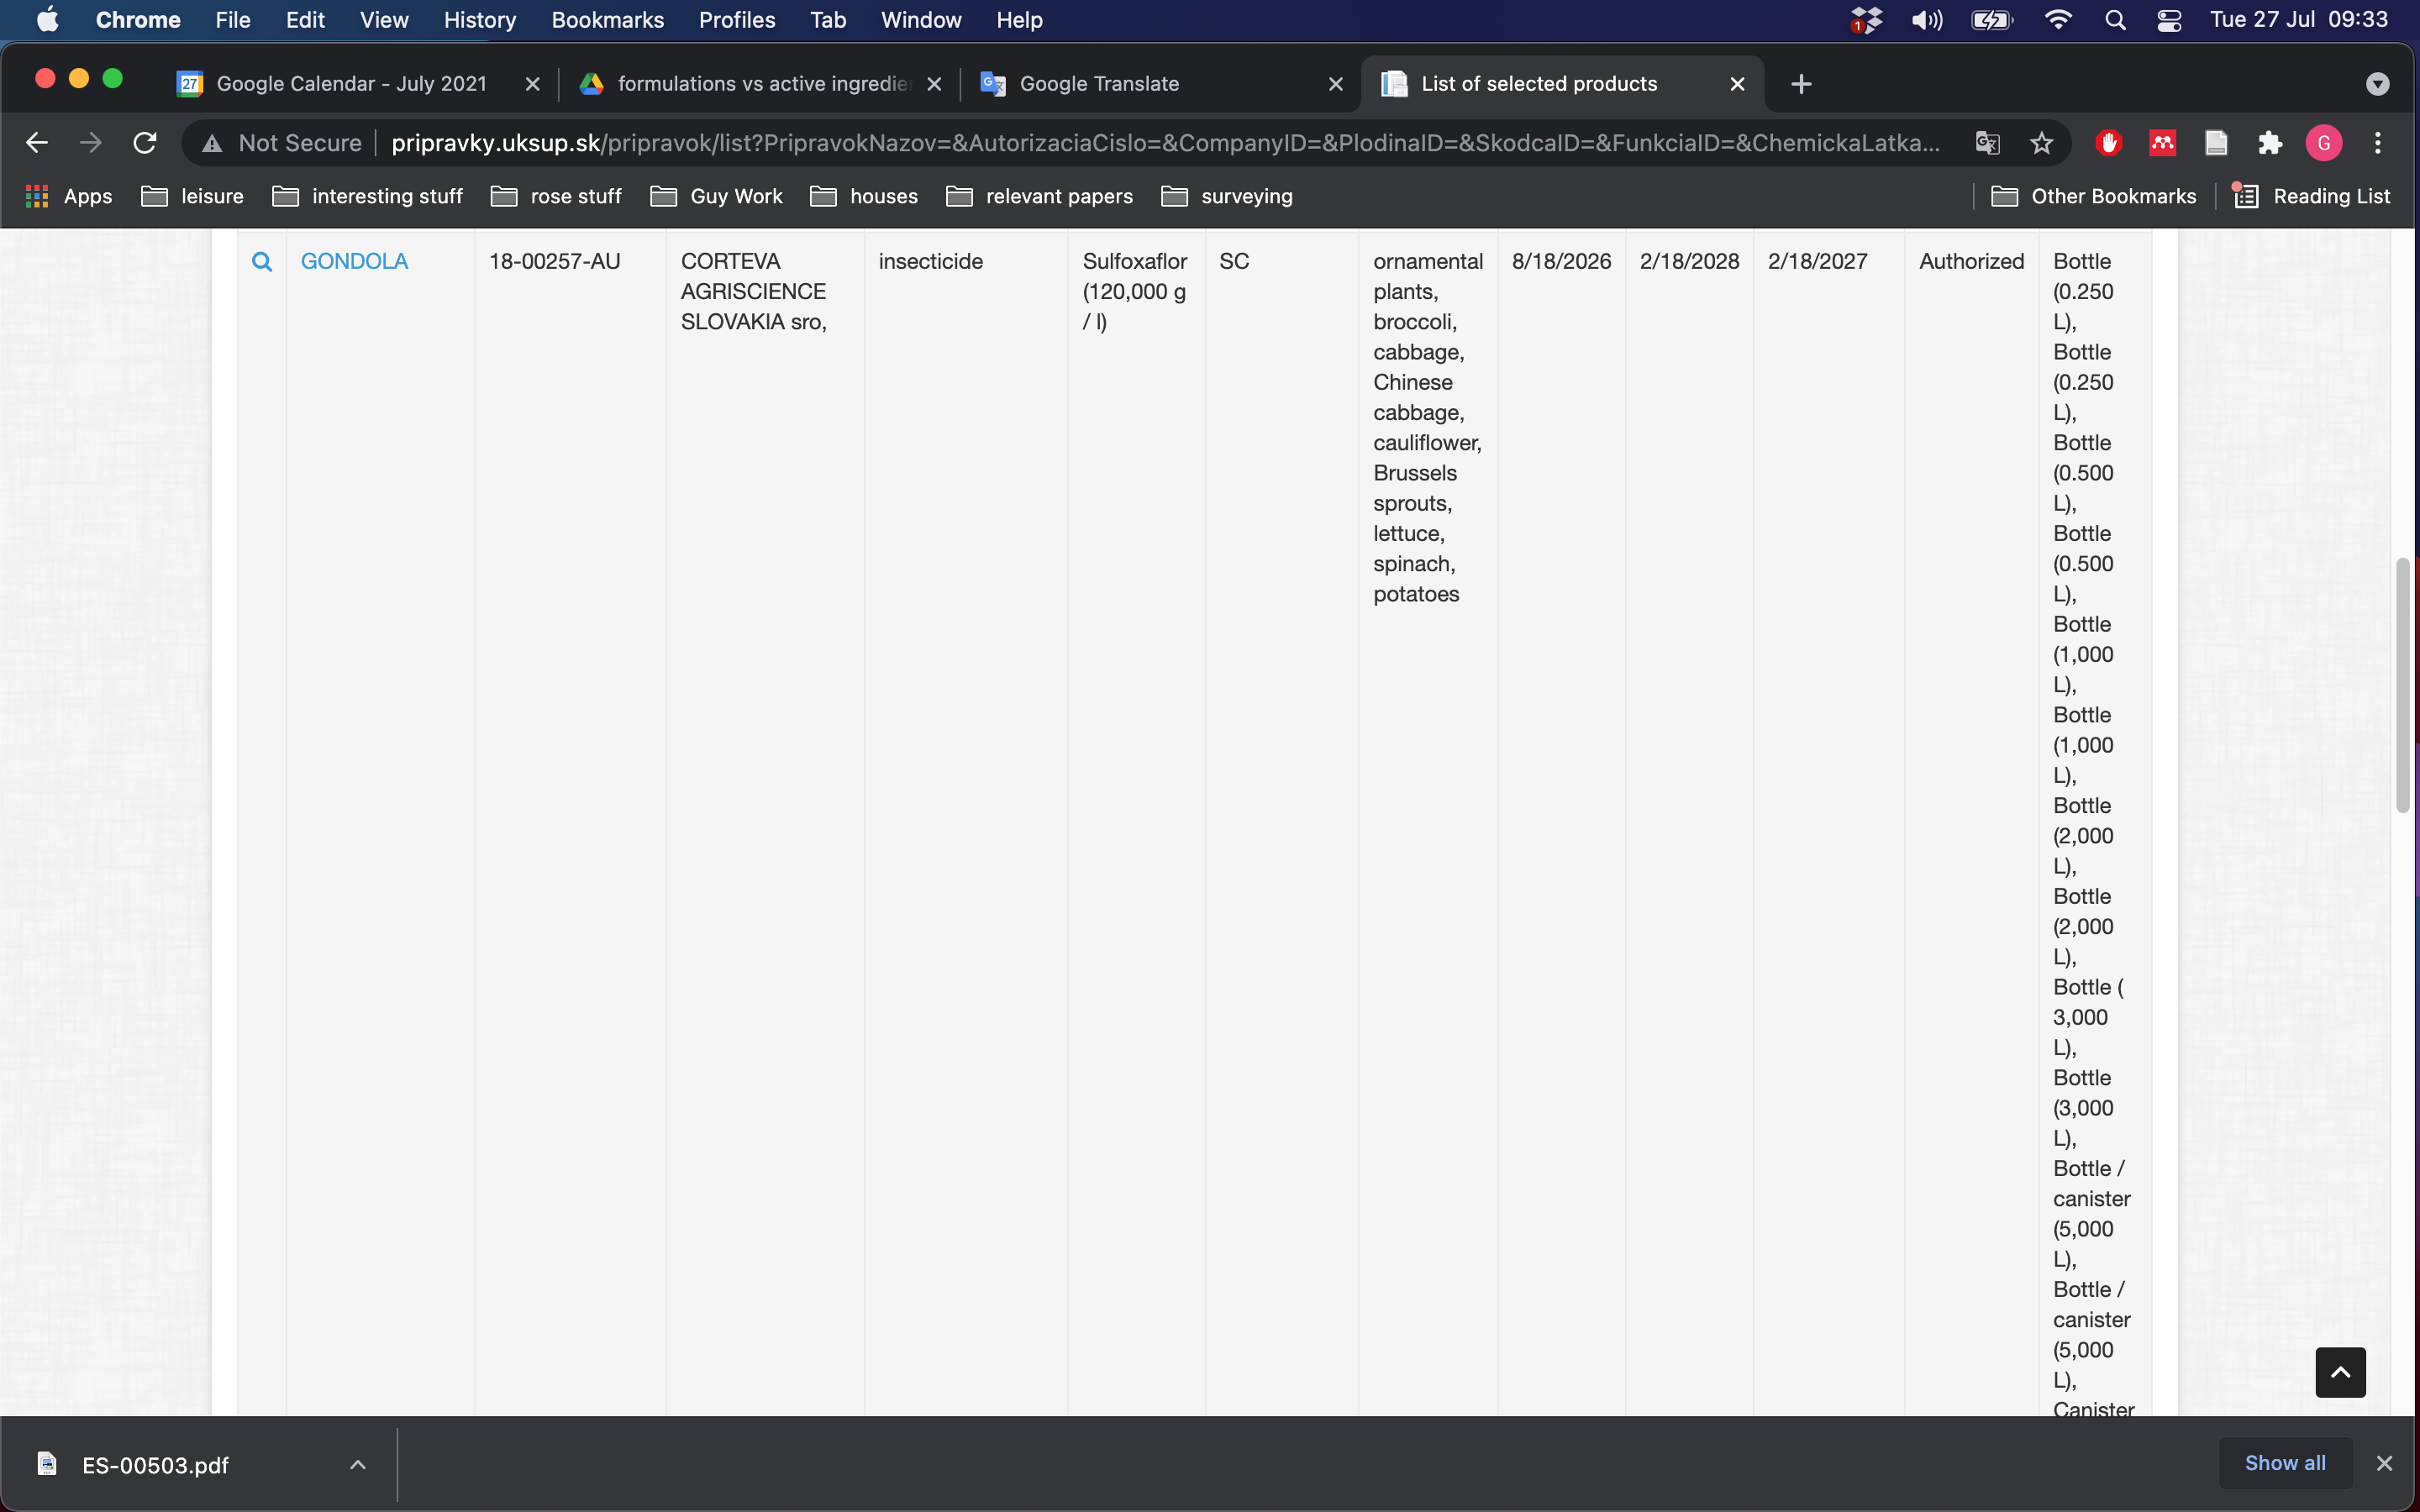 Chrome File Edit View History Bookmarks Profiles Tab Window Help
1 Tue 27 Jul 09:33
27 Google Calendar - July 2021
formulations vs active ingredie
Google Translate
List of selected products
Not Secure
pripravky.uksup.sk/pripravok/list?PripravokNazov=&AutorizaciaCislo=&CompanyID=&PlodinaID=&SkodcaID=&FunkciaID=&ChemickaLatka...
G
Apps leisure interesting stuff rose stuff Guy Work houses relevant papers surveying
Other Bookmarks Reading List
GONDOLA
18-00257-AU
CORTEVA
AGRISCIENCE
SLOVAKIA sro,
insecticide
Sulfoxaflor
(120,000 g
/ l)
SC
ornamental
plants,
broccoli,
cabbage,
Chinese
cabbage,
cauliflower,
Brussels
sprouts,
lettuce,
spinach,
potatoes
8/18/2026
2/18/2028
2/18/2027
Authorized
Bottle
(0.250
L),
Bottle
(0.250
L),
Bottle
(0.500
L),
Bottle
(0.500
L),
Bottle
(1,000
L),
Bottle
(1,000
L),
Bottle
(2,000
L),
Bottle
(2,000
L),
Bottle (
3,000
L),
Bottle
(3,000
L),
Bottle /
canister
(5,000
L),
Bottle /
canister
(5,000
L),
Canister
ES-00503.pdf
Show all